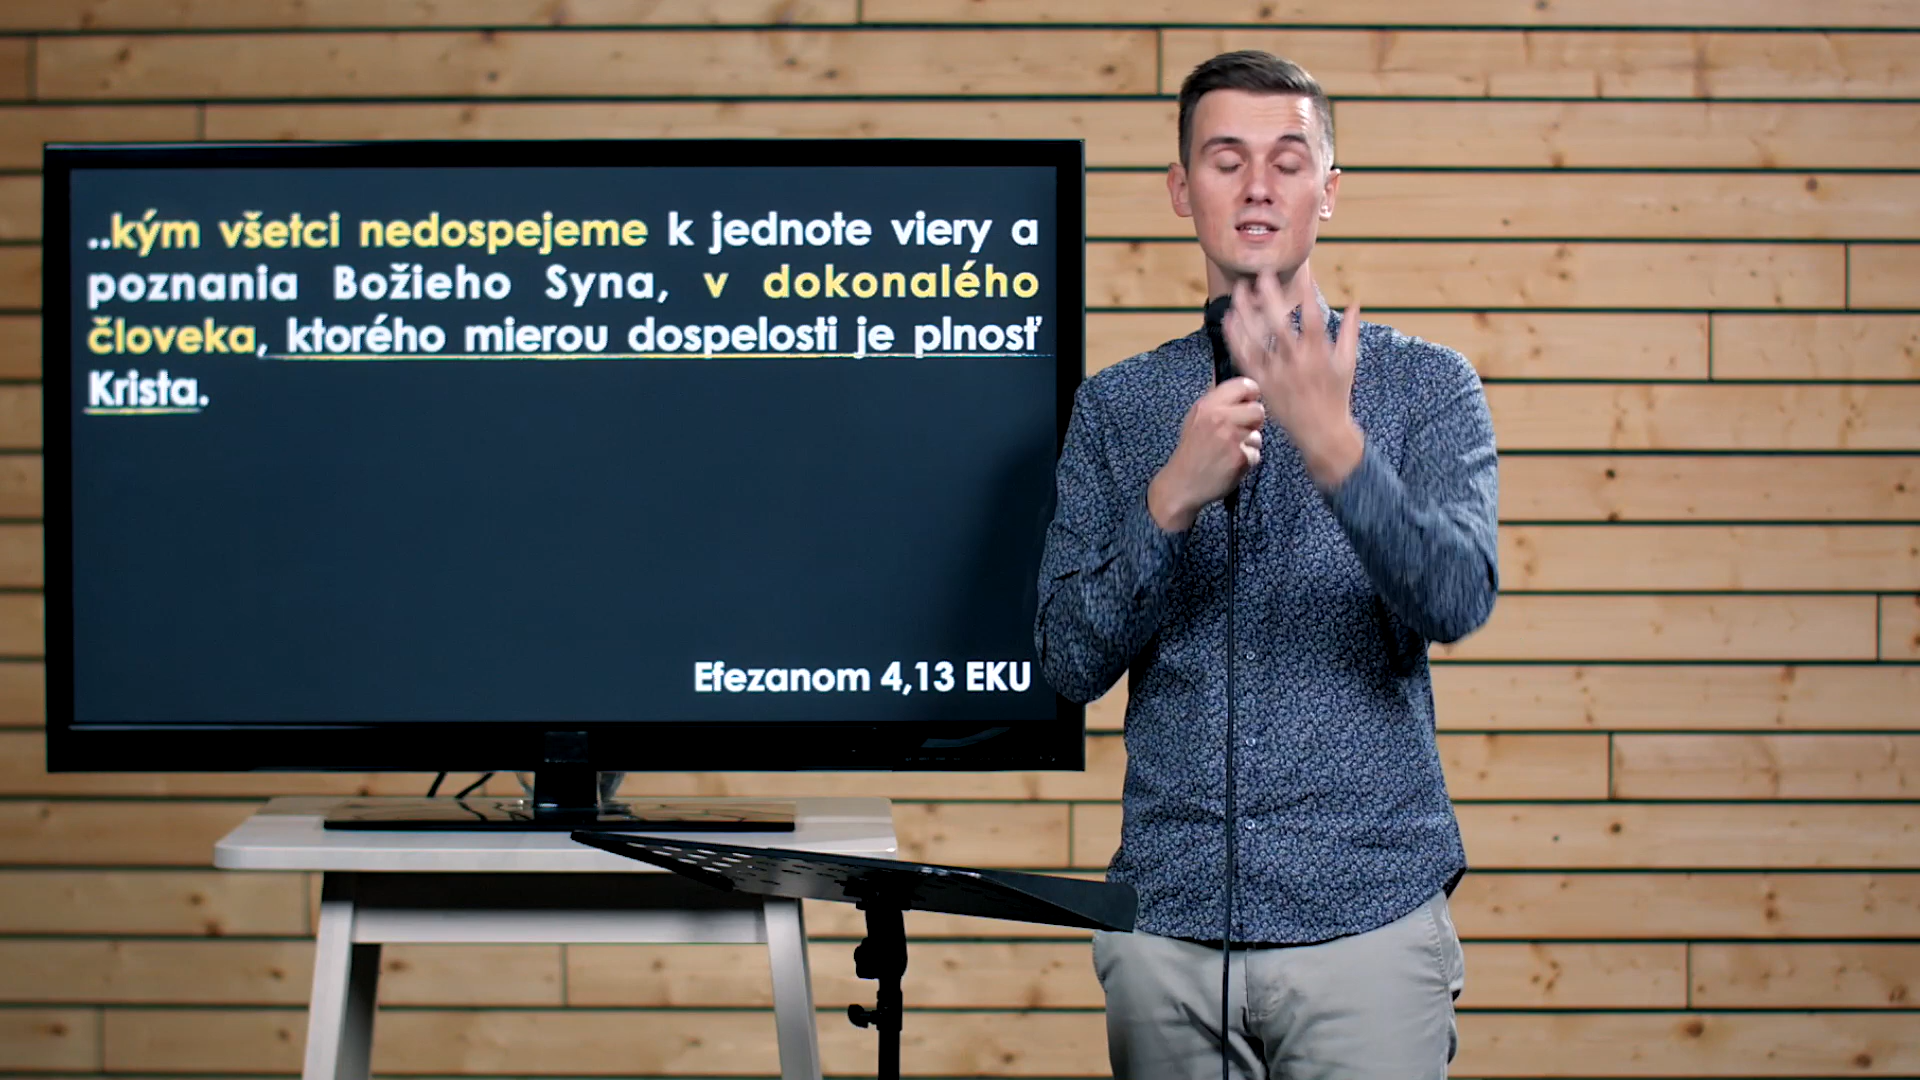 ..kým všetci nedospejeme k jednote viery a
poznania Božieho Syna, v dokonalého
človeka, ktorého mierou dospelosti je plnosť
Krista.
Efezanom 4,13 EKU